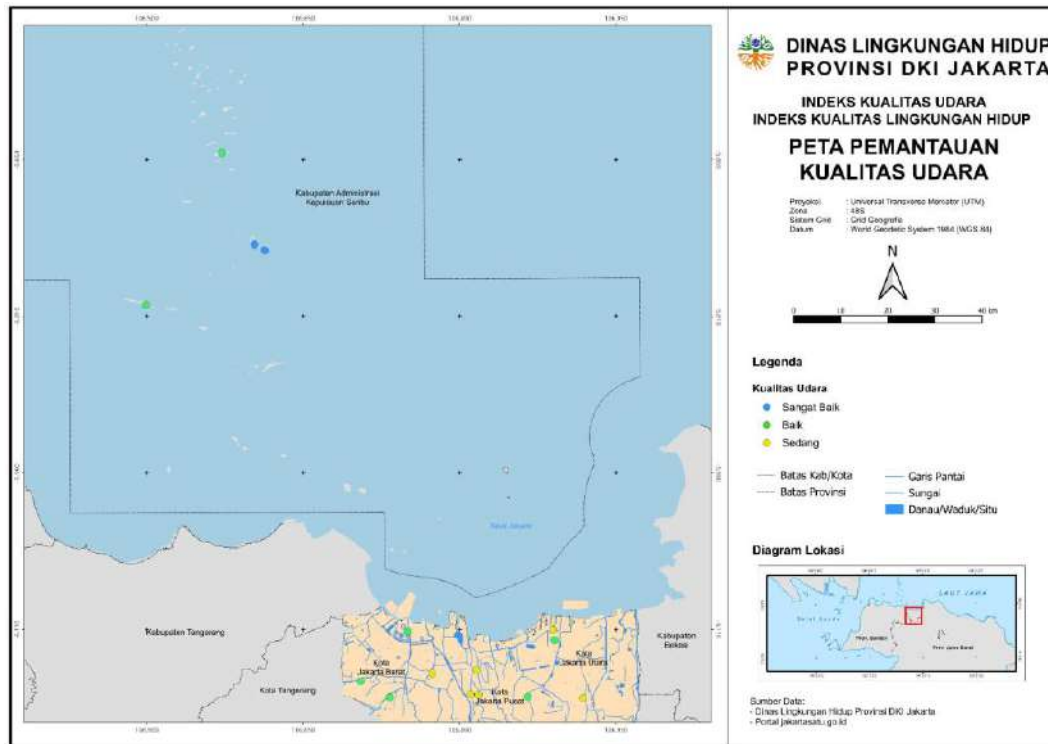 DINAS LINGKUNGAN HIDUP
PROVINSI DKI JAKARTA
INDEKS KUALITAS UDARA
INDEKS KUALITAS LINGKUNGAN HIDUP
PETA PEMANTAUAN
KUALITAS UDARA
Proyeksi : Universal Transverse Mercator (UTM)
Zona : 48S
Sistem Grid : Grid Geografis
Datum : World Geodetic System 1984 (WGS 84)
N
0 10 20 30 40 km
Legenda
Kualitas Udara
Sangat Baik
Baik
Sedang
Batas Kab/Kota
Batas Provinsi
Garis Pantai
Sungai
Danau/Waduk/Situ
Diagram Lokasi
LAUT JAWA
Prov. Banten
Prov. Jawa Barat
Sumber Data:
- Dinas Lingkungan Hidup Provinsi DKI Jakarta
- Portal jakartasatu.go.id
Kabupaten Administrasi
Kepulauan Seribu
Teluk Jakarta
Kabupaten Tangerang
Kota Tangerang
Kota
Jakarta Barat
Kota
Jakarta Pusat
Kota
Jakarta Utara
Kabupaten
Bekasi